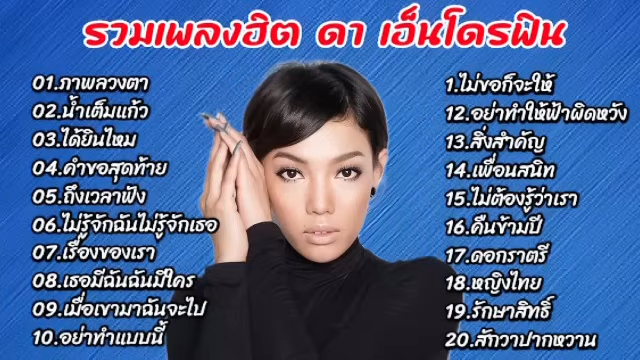 รวมเพลงฮิต ดา เอ็นโดรฟิน
01.ภาพลวงตา
02.น้ำเต็มแก้ว
03.ได้ยินไหม
04.คำขอสุดท้าย
05.ถึงเวลาฟัง
06.ไม่รู้จักฉันไม่รู้จักเธอ
07.เรื่องของเรา
08.เธอมีฉันฉันมีใคร
09.เมื่อเขามาฉันจะไป
10.อย่าทำแบบนี้
1.ไม่ขอก็จะให้
12.อย่าทำให้ฟ้าผิดหวัง
13.สิ่งสำคัญ
14.เพื่อนสนิท
15.ไม่ต้องรู้ว่าเรา
16.คืนข้ามปี
17.ดอกราตรี
18.หญิงไทย
19.รักษาสิทธิ์
20.สักวาปากหวาน